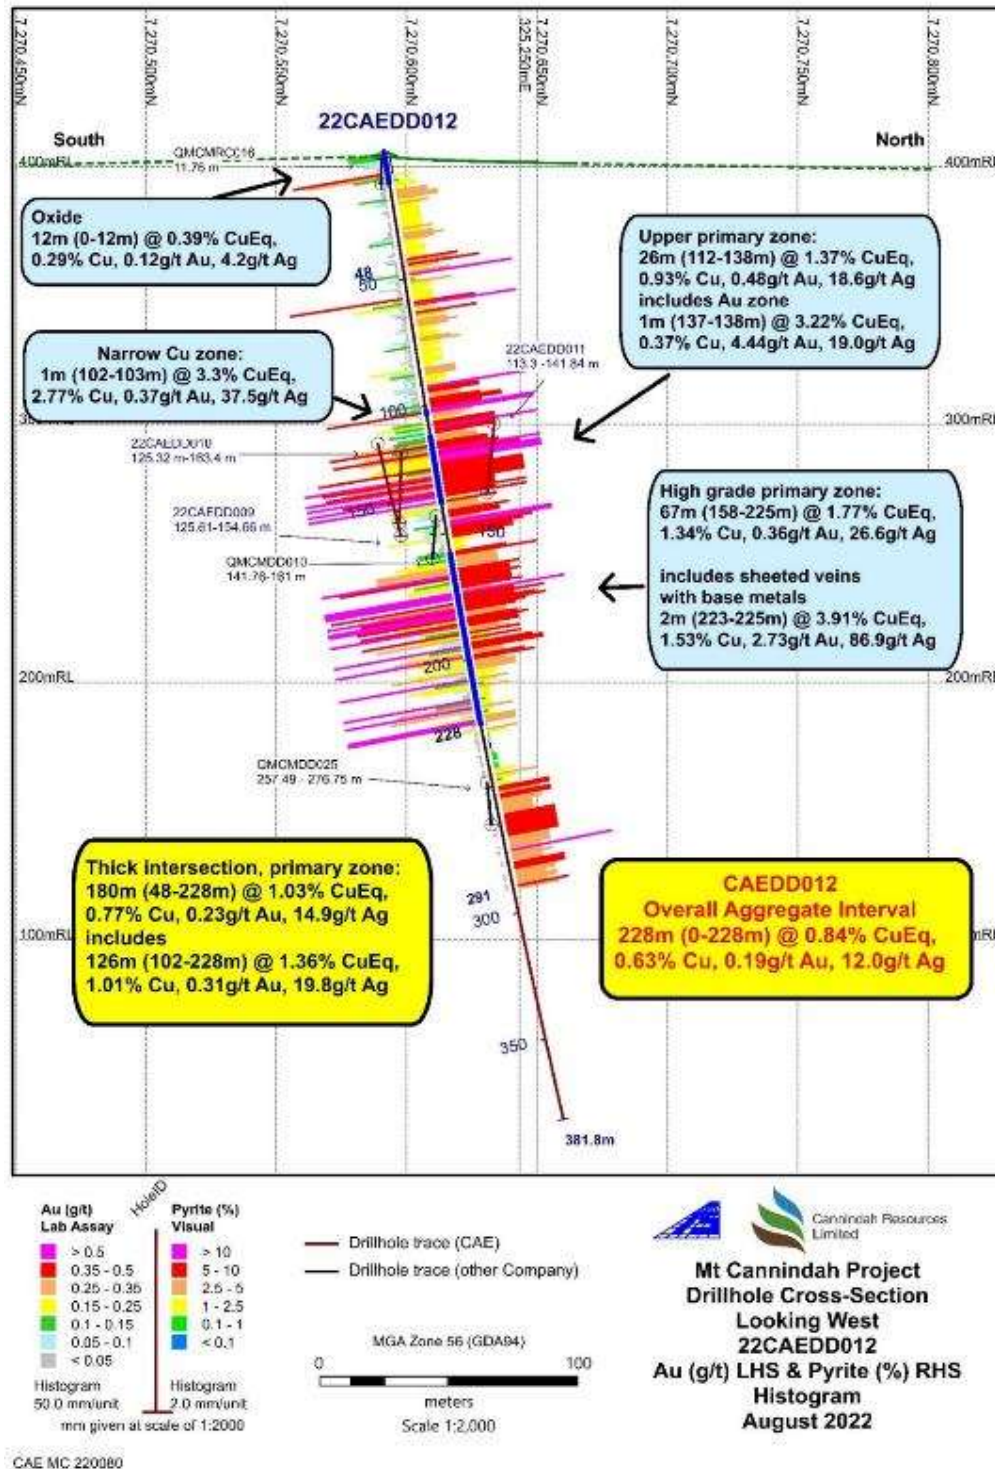 7,270,450mN
7,270,500mN
7,270,550mN
7,270,600mN
325,250mE
7,270,650mN
7,270,700mN
7,270,750mN
7,270,800mN
22CAEDD012
South
North
QMCMRC016
11.76 m
400mRL
400mRL
Oxide
12m (0-12m) @ 0.39% CuEq,
0.29% Cu, 0.12g/t Au, 4.2g/t Ag
Upper primary zone:
26m (112-138m) @ 1.37% CuEq,
0.93% Cu, 0.48g/t Au, 18.6g/t Ag
includes Au zone
1m (137-138m) @ 3.22% CuEq,
0.37% Cu, 4.44g/t Au, 19.0g/t Ag
48
50
Narrow Cu zone:
1m (102-103m) @ 3.3% CuEq,
2.77% Cu, 0.37g/t Au, 37.5g/t Ag
22CAEDD011
113.3 -141.84 m
100
300mRL
22CAEDD010
125.32 m-163.4 m
150
22CAEDD009
125.61-154.66 m
150
High grade primary zone:
67m (158-225m) @ 1.77% CuEq,
1.34% Cu, 0.36g/t Au, 26.6g/t Ag
includes sheeted veins
with base metals
2m (223-225m) @ 3.91% CuEq,
1.53% Cu, 2.73g/t Au, 86.9g/t Ag
QMCMDD010
141.76-161 m
200
200mRL
200mRL
228
QMCMDD025
257.49 - 276.75 m
Thick intersection, primary zone:
180m (48-228m) @ 1.03% CuEq,
0.77% Cu, 0.23g/t Au, 14.9g/t Ag
includes
126m (102-228m) @ 1.36% CuEq,
1.01% Cu, 0.31g/t Au, 19.8g/t Ag
CAEDD012
Overall Aggregate Interval
228m (0-228m) @ 0.84% CuEq,
0.63% Cu, 0.19g/t Au, 12.0g/t Ag
291
300
100mRL
100mRL
350
381.8m
Au (g/t)
Lab Assay
> 0.5
0.35 - 0.5
0.25 - 0.35
0.15 - 0.25
0.1 - 0.15
0.05 - 0.1
< 0.05
Histogram
50.0 mm/unit
HoleID
Pyrite (%)
Visual
> 10
5 - 10
2.5 - 5
1 - 2.5
0.1 - 1
< 0.1
Histogram
2.0 mm/unit
mm given at scale of 1:2000
Drillhole trace (CAE)
Drillhole trace (other Company)
MGA Zone 56 (GDA94)
0 100
meters
Scale 1:2,000
Cannindah Resources
Limited
Mt Cannindah Project
Drillhole Cross-Section
Looking West
22CAEDD012
Au (g/t) LHS & Pyrite (%) RHS
Histogram
August 2022
CAE MC 220080